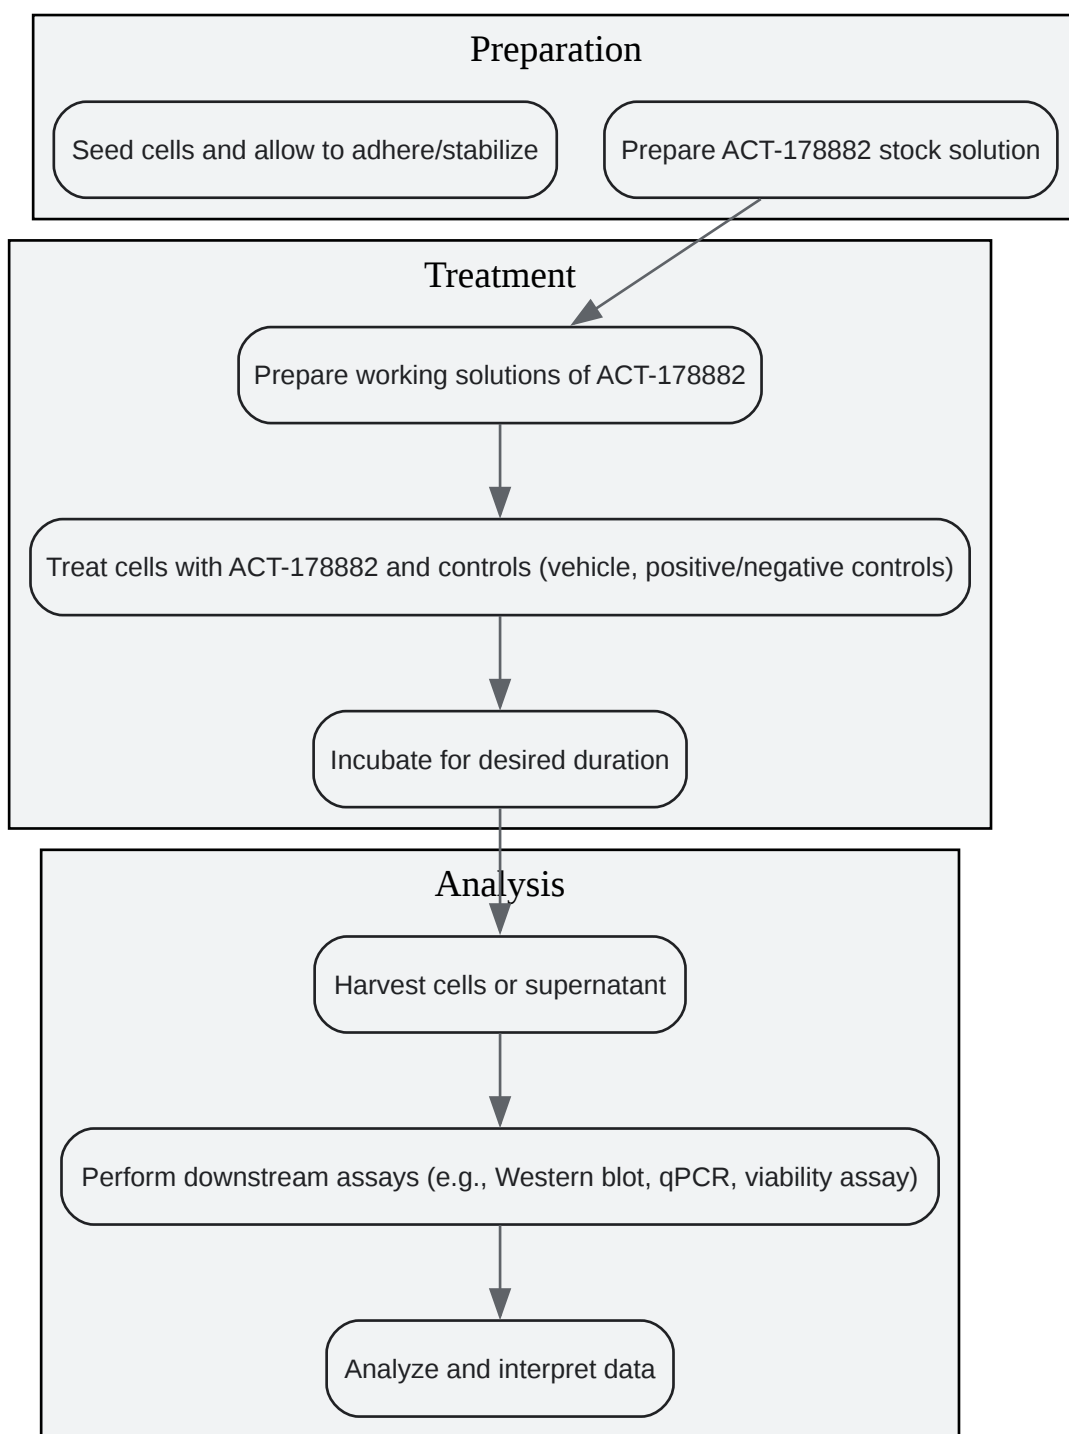 Preparation
Seed cells and allow to adhere/stabilize
Prepare ACT-178882 stock solution
Treatment
Prepare working solutions of ACT-178882
Treat cells with ACT-178882 and controls (vehicle, positive/negative controls)
Incubate for desired duration
Analysis
Harvest cells or supernatant
Perform downstream assays (e.g., Western blot, qPCR, viability assay)
Analyze and interpret data